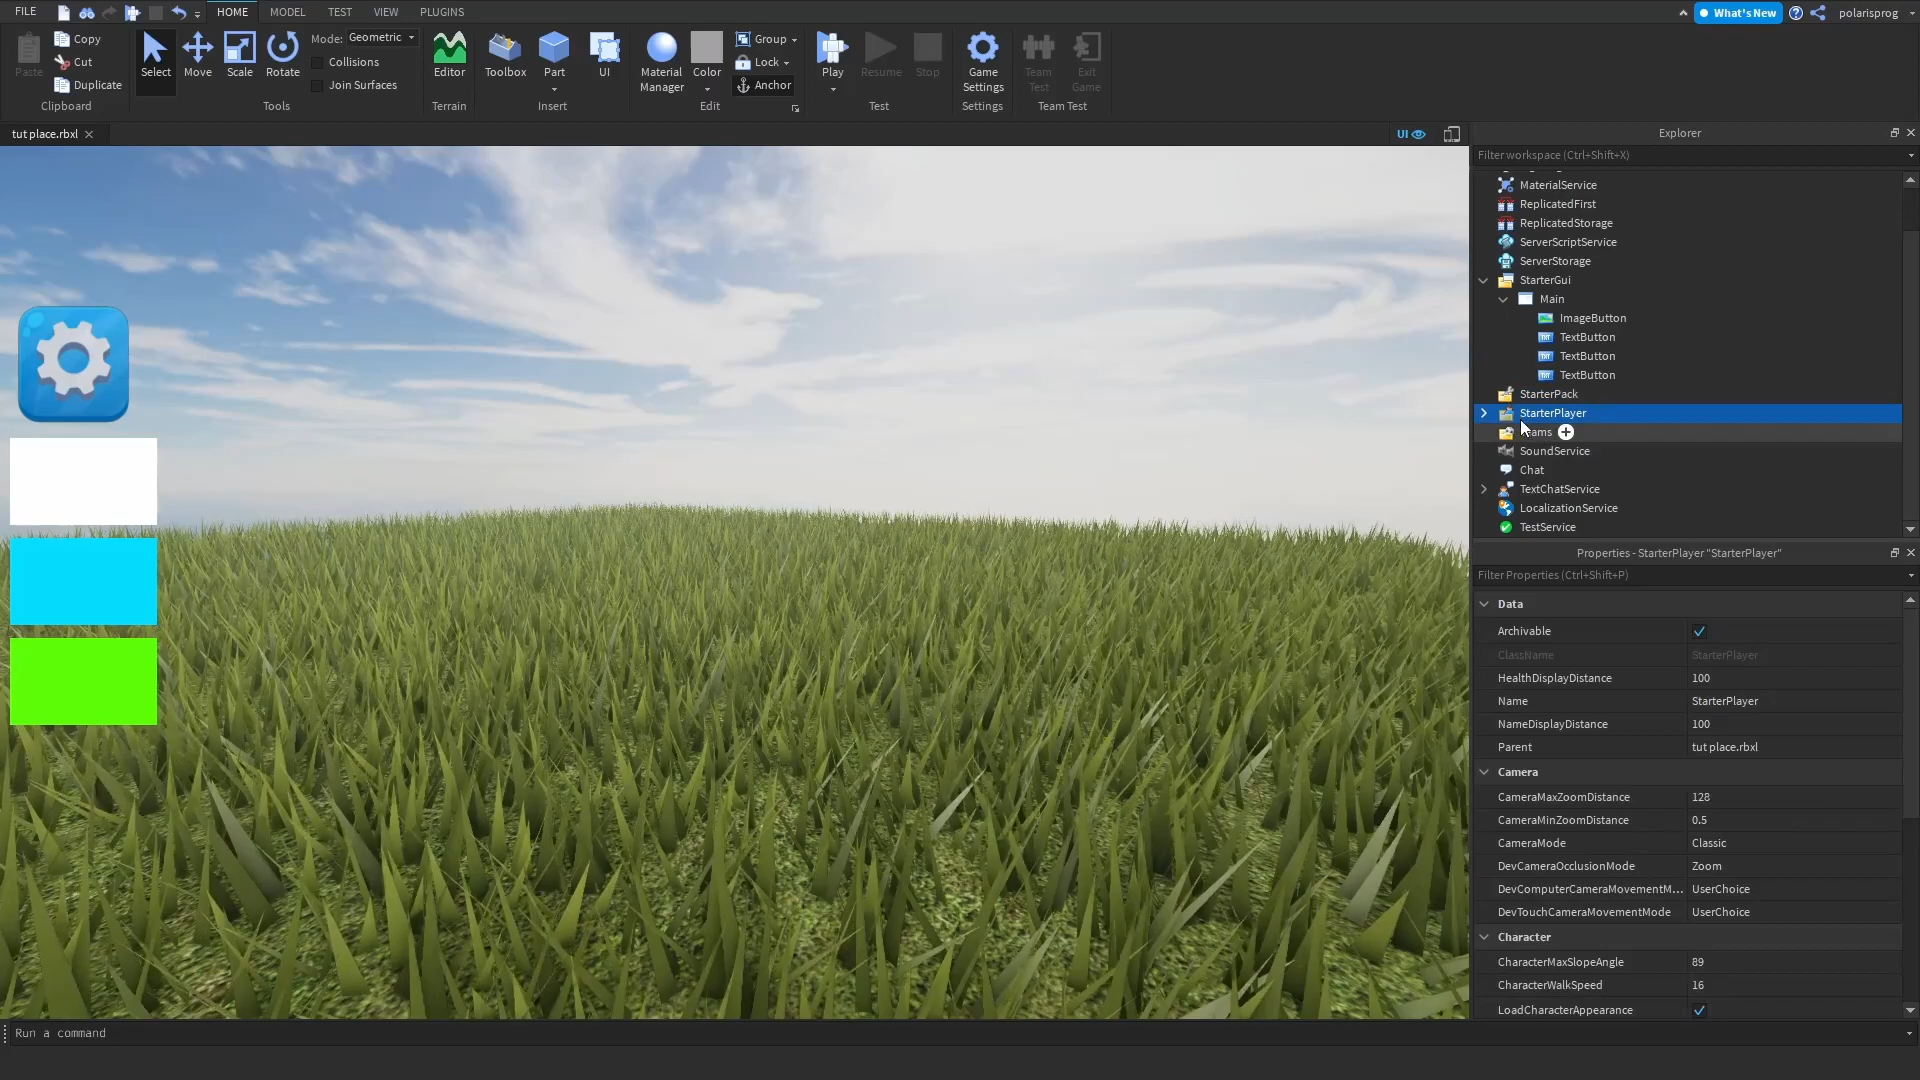 FILE
HOME
MODEL
TEST
VIEW
PLUGINS
What's New
polarisprog
Paste
Copy
Cut
Duplicate
Clipboard
Select
Move
Scale
Rotate
Mode: Geometric
Collisions
Join Surfaces
Tools
Editor
Terrain
Toolbox
Part
UI
Insert
Material
Manager
Color
Group
Lock
Anchor
Edit
Play
Resume
Stop
Test
Game
Settings
Settings
Team
Test
Exit
Game
Team Test
tut place.rbxl
UI
Explorer
Filter workspace (Ctrl+Shift+X)
MaterialService
ReplicatedFirst
ReplicatedStorage
ServerScriptService
ServerStorage
StarterGui
Main
ImageButton
TextButton
TextButton
TextButton
StarterPack
StarterPlayer
SoundService
Chat
TextChatService
LocalizationService
TestService
Properties - StarterPlayer "StarterPlayer"
Filter Properties (Ctrl+Shift+P)
Data
Archivable
ClassName StarterPlayer
HealthDisplayDistance 100
Name StarterPlayer
NameDisplayDistance 100
Parent tut place.rbxl
Camera
CameraMaxZoomDistance 128
CameraMinZoomDistance 0.5
CameraMode Classic
DevCameraOcclusionMode Zoom
DevComputerCameraMovementM... UserChoice
DevTouchCameraMovementMode UserChoice
Character
CharacterMaxSlopeAngle 89
CharacterWalkSpeed 16
LoadCharacterAppearance
Run a command